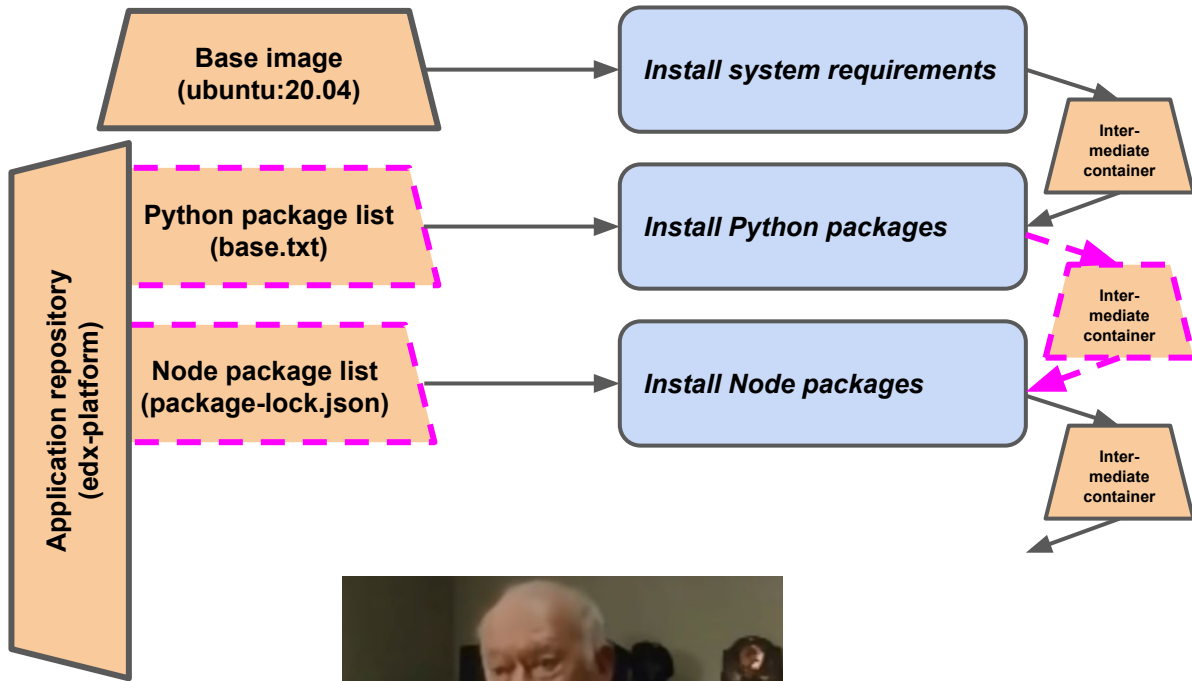 Base image
(ubuntu:20.04)
Install system requirements
Inter-
mediate
container
Python package list
(base.txt)
Install Python packages
Inter-
mediate
container
Node package list
(package-lock.json)
Install Node packages
Inter-
mediate
container
Application repository
(edx-platform)